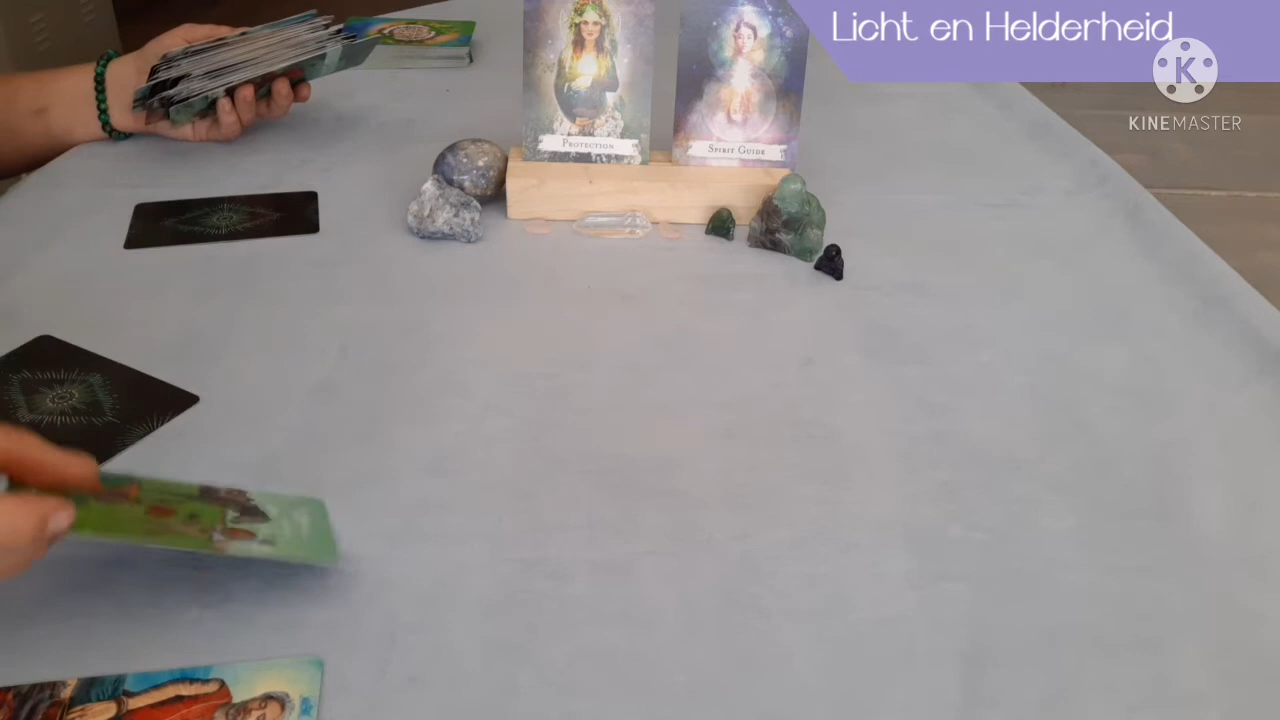 Licht en Helderheid
K
KINEMASTER
PROTECTION
SPIRIT GUIDE